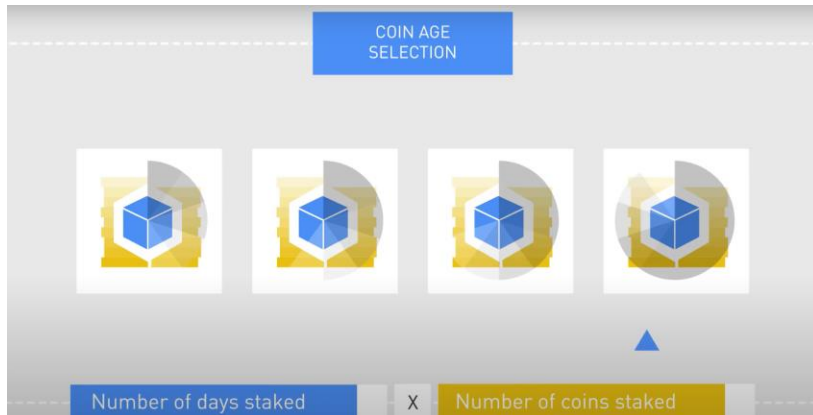 COIN AGE
SELECTION
Number of days staked X Number of coins staked